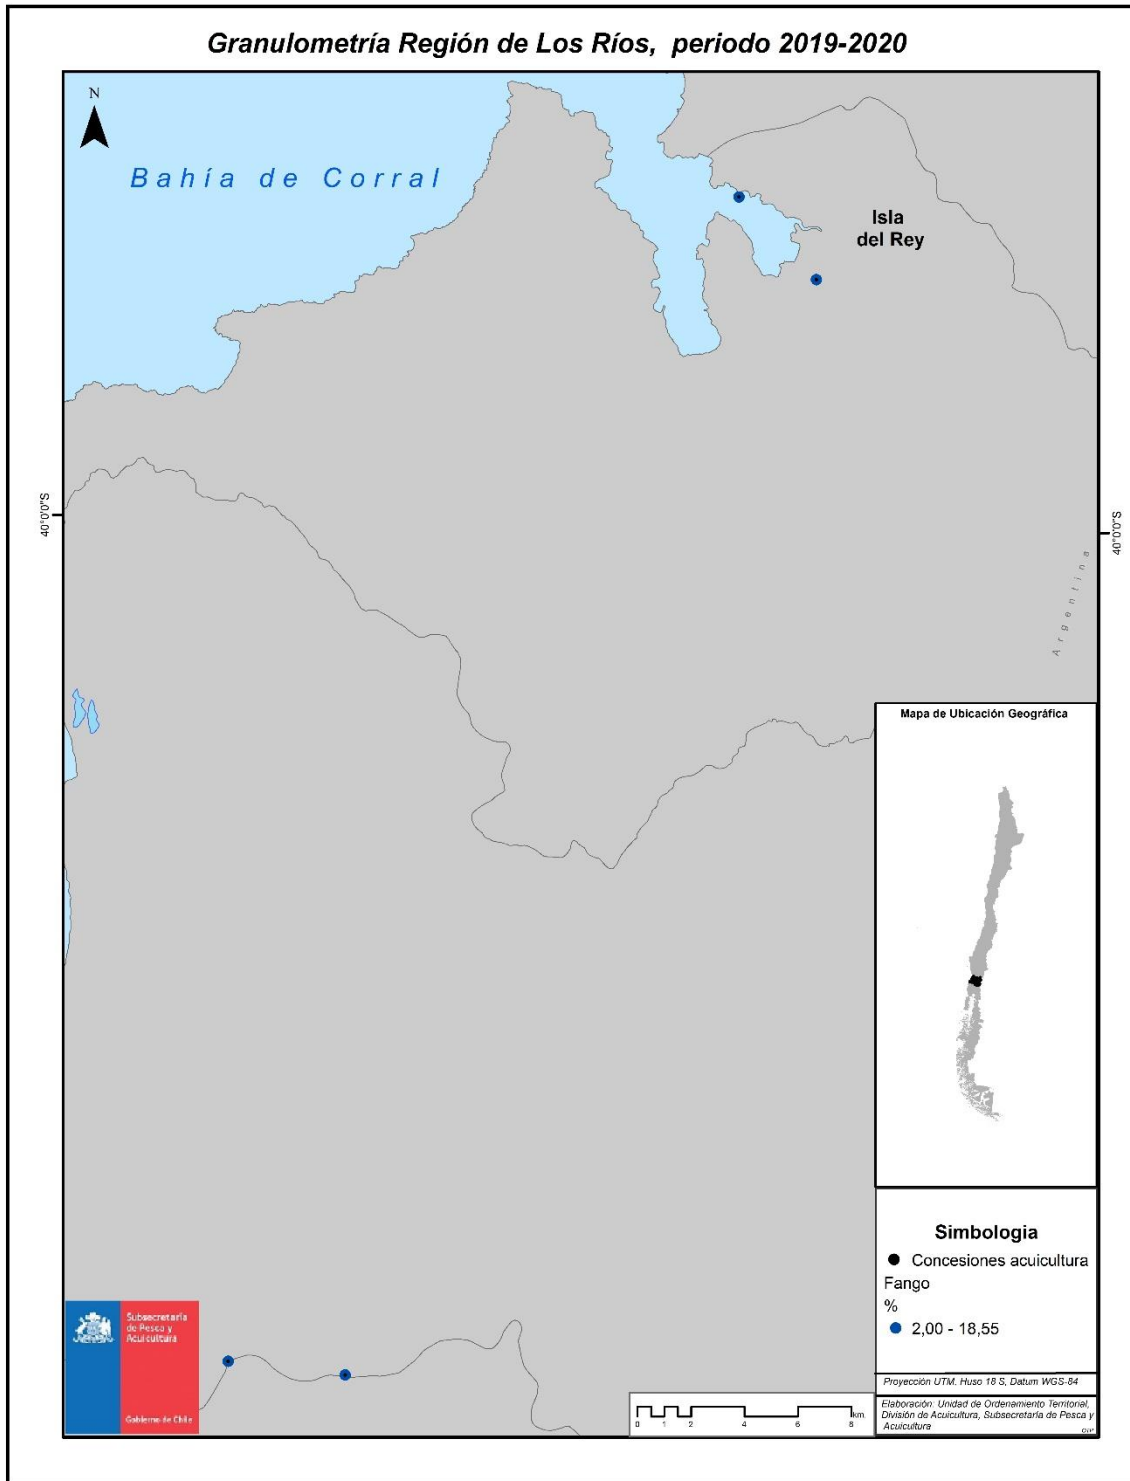 Granulometría Región de Los Ríos, periodo 2019-2020
N
Bahía de Corral
Isla
del Rey
40°0'0"S
40°0'0"S
Argentina
Mapa de Ubicación Geográfica
Simbologia
Concesiones acuicultura
Fango
%
2,00 - 18,55
Proyección UTM. Huso 18 S, Datum WGS-84
Elaboración: Unidad de Ordenamiento Territorial,
División de Acuicultura, Subsecretaría de Pesca y
Acuicultura
Subsecretaría
de Pesca y
Acuicultura
Gobierno de Chile
0 1 2 4 6 8 km.